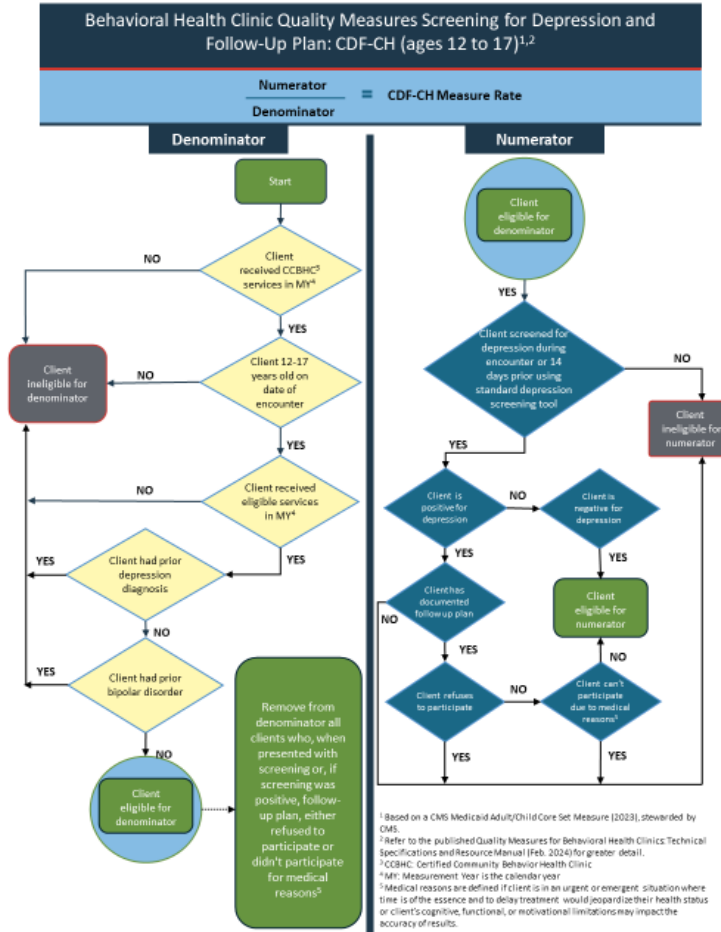 Behavioral Health Clinic Quality Measures Screening for Depression and
Follow-Up Plan: CDF-CH (ages 12 to 17)1,2
Numerator
Denominator
= CDF-CH Measure Rate
Denominator
Start
Client
received CCBHC3
services in MY4
NO
YES
Client 12-17
years old on
date of
encounter
NO
Client
ineligible for
denominator
YES
Client received
eligible services
in MY4
NO
YES
Client had prior
depression
diagnosis
YES
NO
Client had prior
bipolar disorder
YES
NO
Client
eligible for
denominator
Remove from
denominator all
clients who, when
presented with
screening or, if
screening was
positive, follow-
up plan, either
refused to
participate or
didn't participate
for medical
reasons5
Numerator
Client
eligible for
denominator
YES
Client screened for
depression during
encounter or 14
days prior using
standard depression
screening tool
NO
Client
ineligible for
numerator
YES
Client is
positive for
depression
NO
Client is
negative for
depression
YES
YES
Client has
documented
follow up plan
NO
Client
eligible for
numerator
YES
NO
Client refuses
to participate
NO
Client can't
participate
due to medical
reasons5
YES
YES
1 Based on a CMS Medicaid Adult/Child Core Set Measure (2023), stewarded by
CMS.
2 Refer to the published Quality Measures for Behavioral Health Clinics: Technical
Specifications and Resource Manual (Feb. 2024) for greater detail.
3 CCBHC: Certified Community Behavior Health Clinic
4 MY: Measurement Year is the calendar year
5 Medical reasons are defined if client is in an urgent or emergent situation where
time is of the essence and to delay treatment would jeopardize their health status
or client's cognitive, functional, or motivational limitations may impact the
accuracy of results.